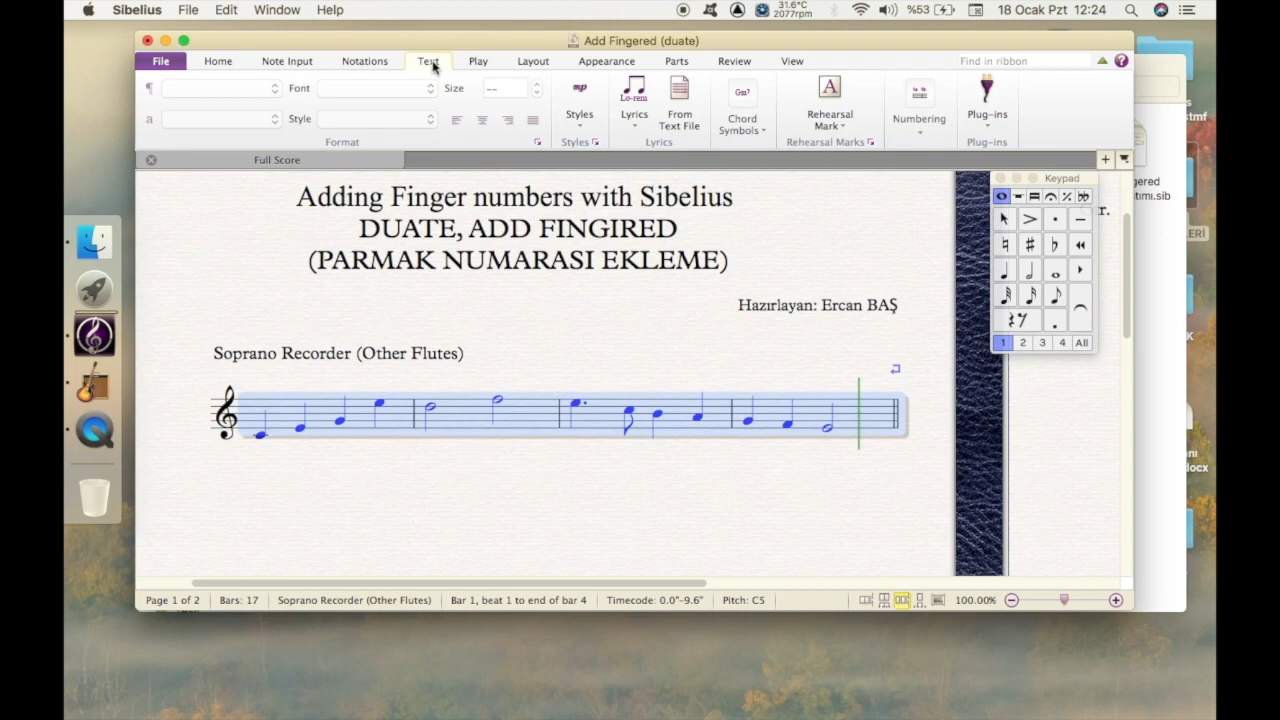 Sibelius File Edit Window Help 31.6°C 2077rpm %53 18 Ocak Pzt 12:24
Add Fingered (duate)
File Home Note Input Notations Text Play Layout Appearance Parts Review View Find in ribbon
Font Size --
Style
Styles Lyrics From Text File Chord Symbols Rehearsal Mark Numbering Plug-ins
Format Styles Lyrics Rehearsal Marks Plug-ins
Full Score
Keypad
Adding Finger numbers with Sibelius
DUATE, ADD FINGIRED
(PARMAK NUMARASI EKLEME)
Hazırlayan: Ercan BAŞ
Soprano Recorder (Other Flutes)
1 2 3 4 All
Page 1 of 2 Bars: 17 Soprano Recorder (Other Flutes) Bar 1, beat 1 to end of bar 4 Timecode: 0.0"-9.6" Pitch: C5 100.00%